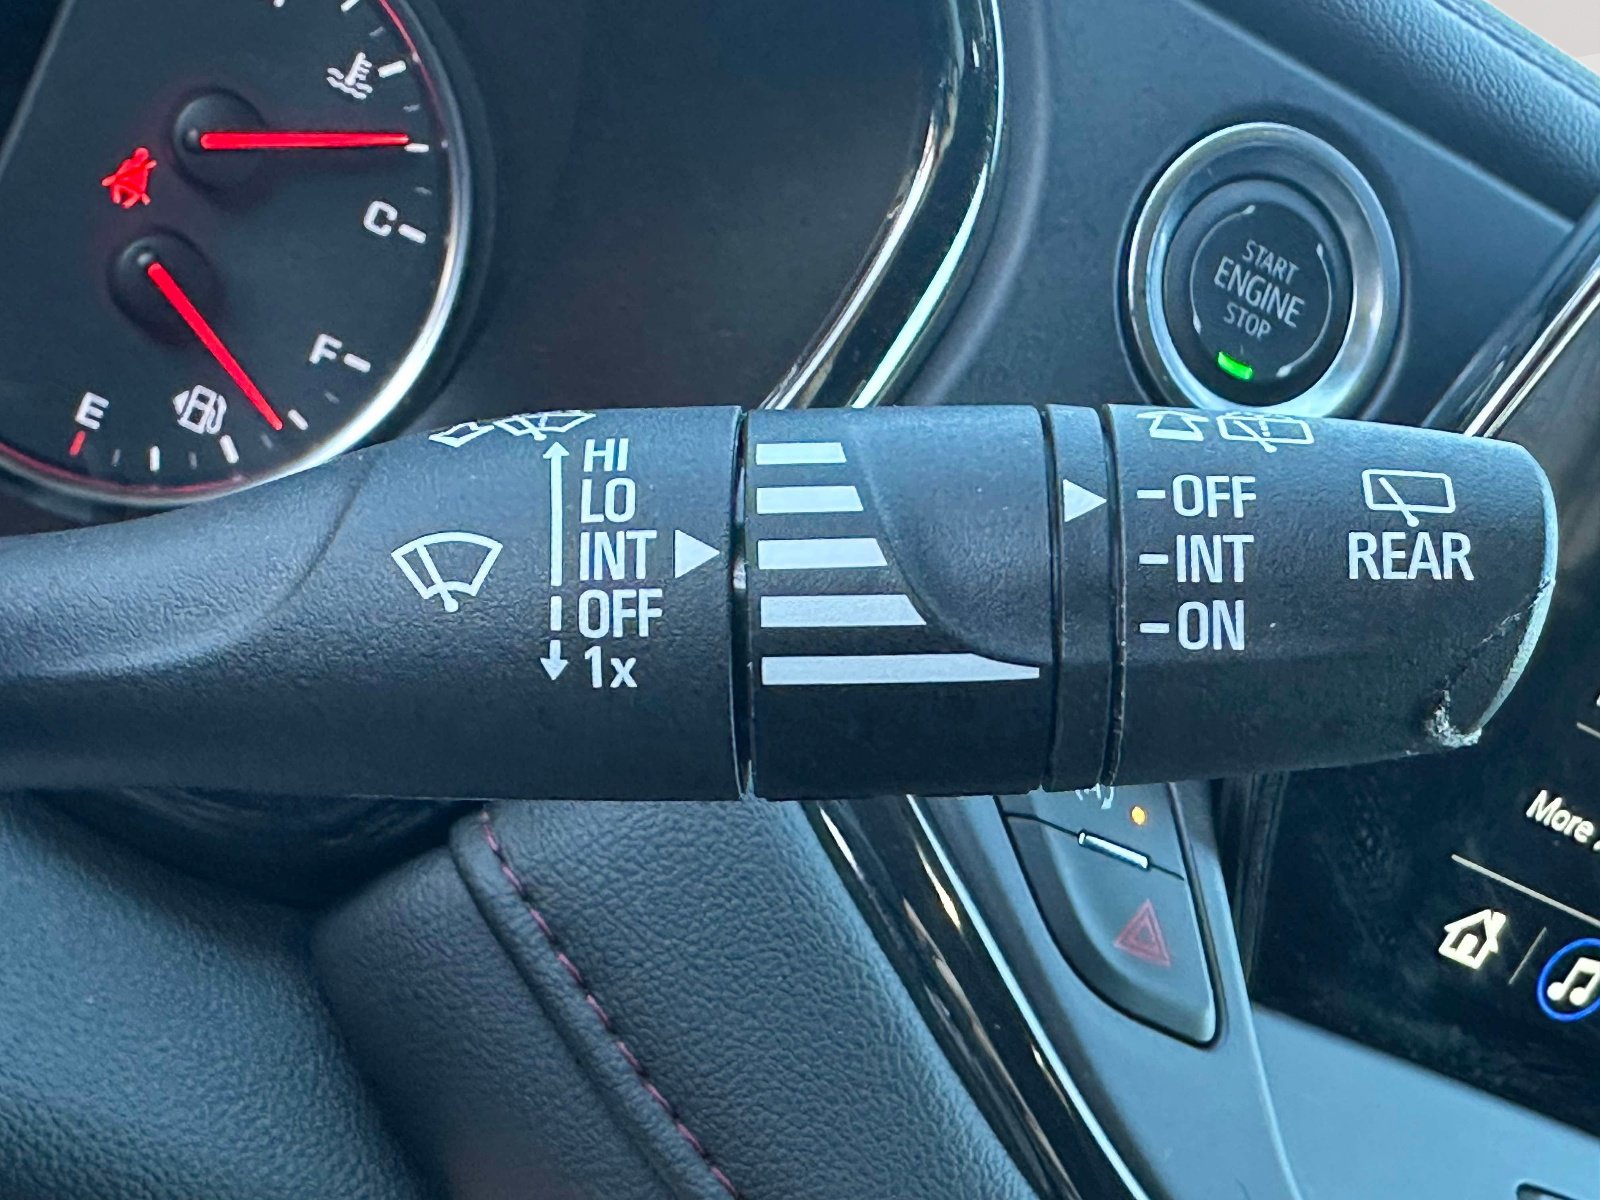 C
F
E
START
ENGINE
STOP
HI
LO
INT
OFF
1x
OFF
INT
ON
REAR
More